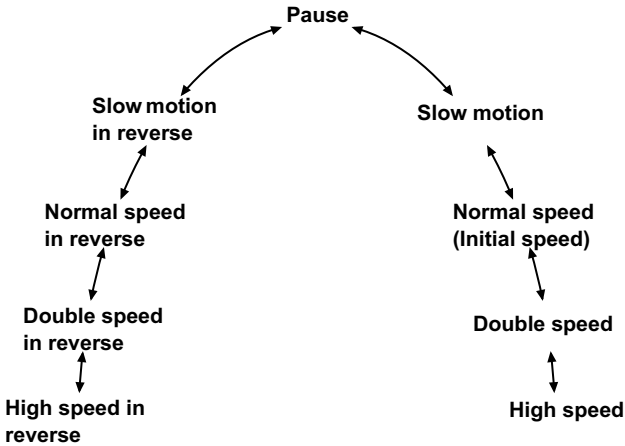 Pause
Slow motion
in reverse
Slow motion
Normal speed
in reverse
Normal speed
(Initial speed)
Double speed
in reverse
Double speed
High speed in
reverse
High speed